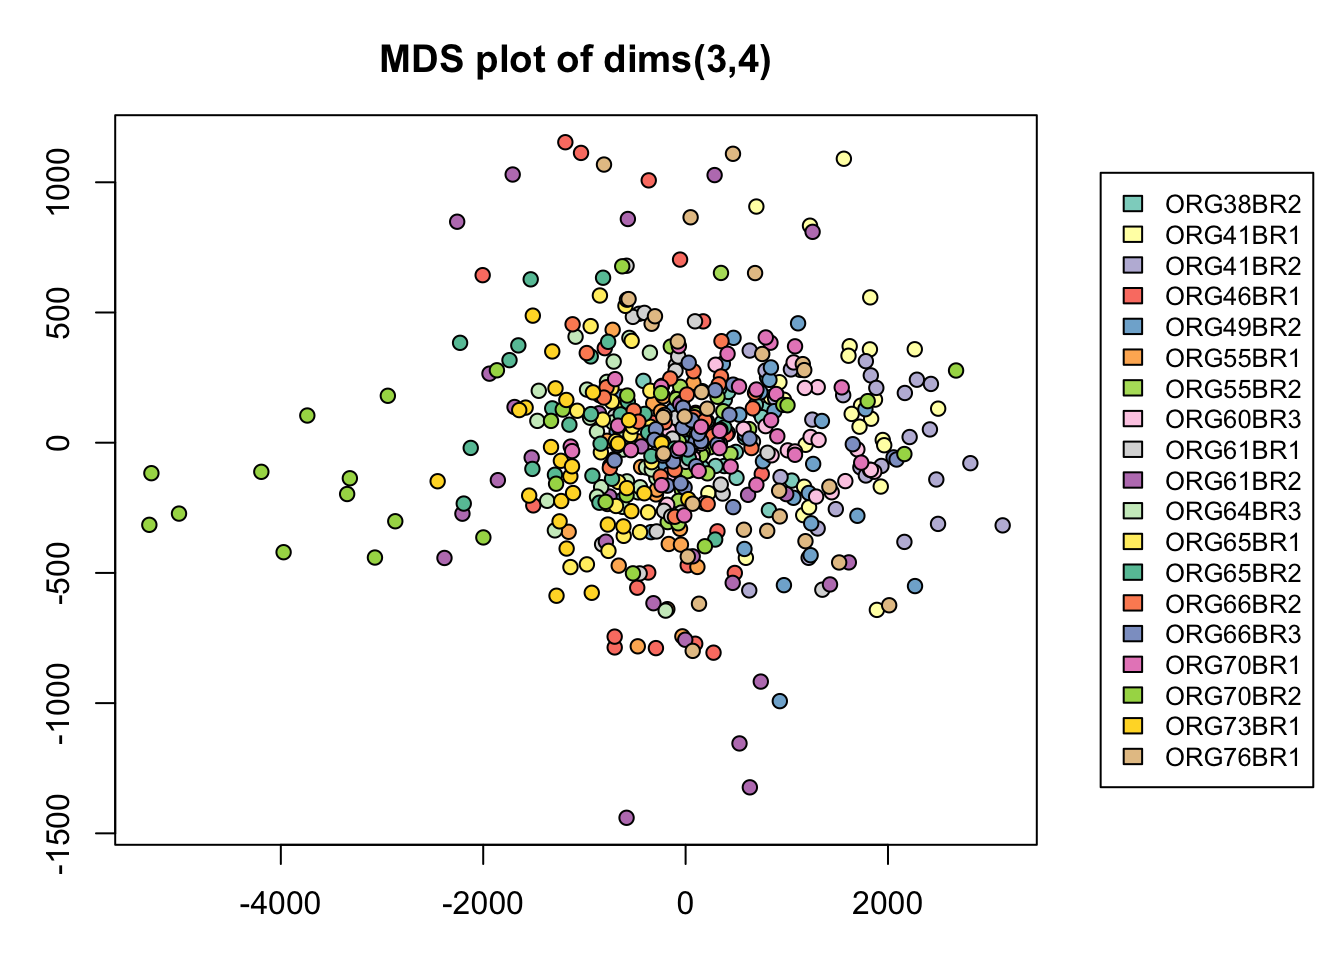 MDS plot of dims(3,4)
1000
500
0
-500
-1000
-1500
-4000
-2000
0
2000
ORG38BR2
ORG41BR1
ORG41BR2
ORG46BR1
ORG49BR2
ORG55BR1
ORG55BR2
ORG60BR3
ORG61BR1
ORG61BR2
ORG64BR3
ORG65BR1
ORG65BR2
ORG66BR2
ORG66BR3
ORG70BR1
ORG70BR2
ORG73BR1
ORG76BR1